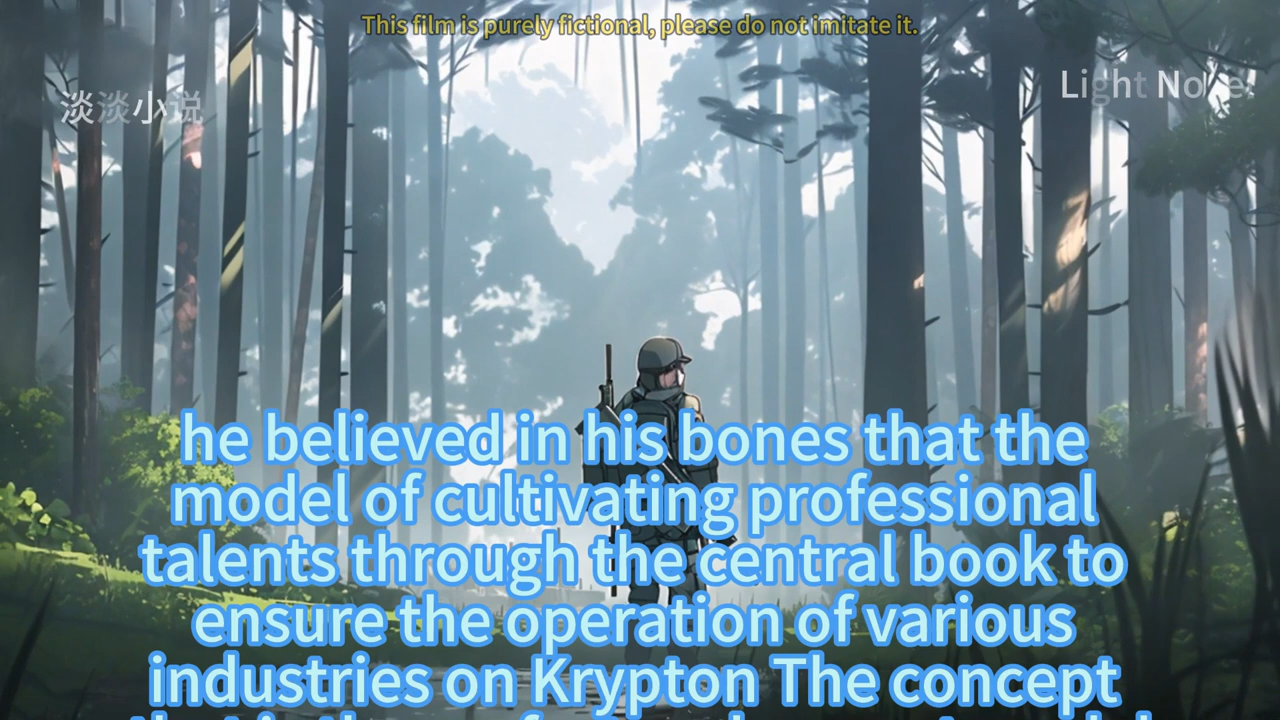 This film is purely fictional, please do not imitate it.
淡淡小说
Light Novel
he believed in his bones that the
model of cultivating professional
talents through the central book to
ensure the operation of various
industries on Krypton The concept